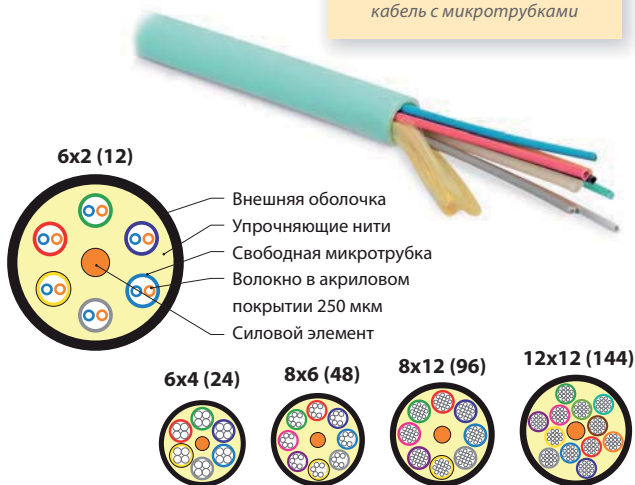 кабель с микротрубками
6x2 (12)
Внешняя оболочка
Упрочняющие нити
Свободная микротрубка
Волокно в акриловом
покрытии 250 мкм
Силовой элемент
6x4 (24)
8x6 (48)
8x12 (96)
12x12 (144)